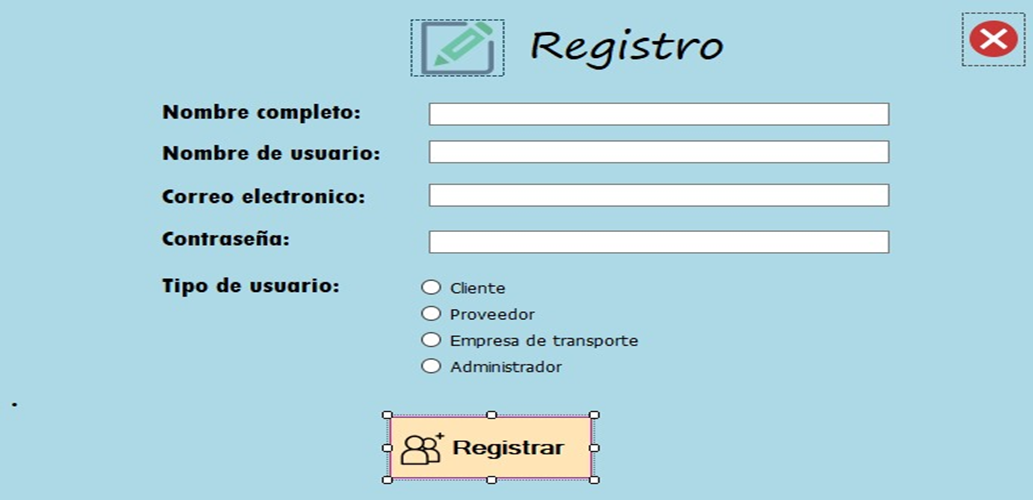 Registro
Nombre completo:
Nombre de usuario:
Correo electronico:
Contraseña:
Tipo de usuario:
Cliente
Proveedor
Empresa de transporte
Administrador
.
Registrar